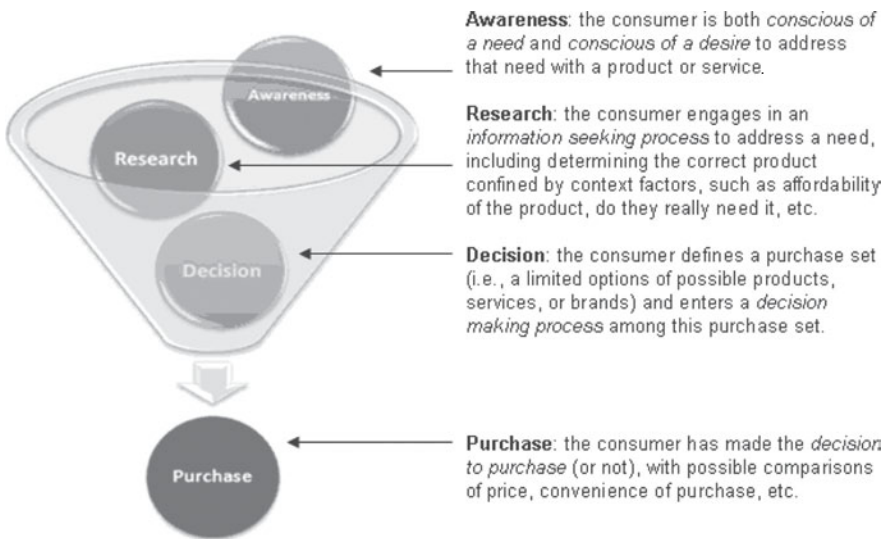 Awareness: the consumer is both conscious of
a need and conscious of a desire to address
that need with a product or service.
Awareness
Research: the consumer engages in an
information seeking process to address a need,
including determining the correct product
confined by context factors, such as affordability
of the product, do they really need it, etc.
Research
Decision: the consumer defines a purchase set
(i.e., a limited options of possible products,
services, or brands) and enters a decision
making process among this purchase set.
Decision
Purchase: the consumer has made the decision
to purchase (or not), with possible comparisons
of price, convenience of purchase, etc.
Purchase